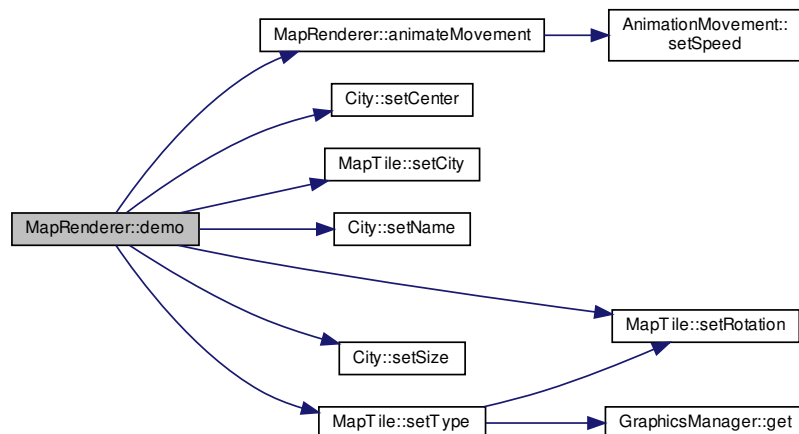 MapRenderer::animateMovement
AnimationMovement::
setSpeed
City::setCenter
MapTile::setCity
MapRenderer::demo
City::setName
MapTile::setRotation
City::setSize
MapTile::setType
GraphicsManager::get